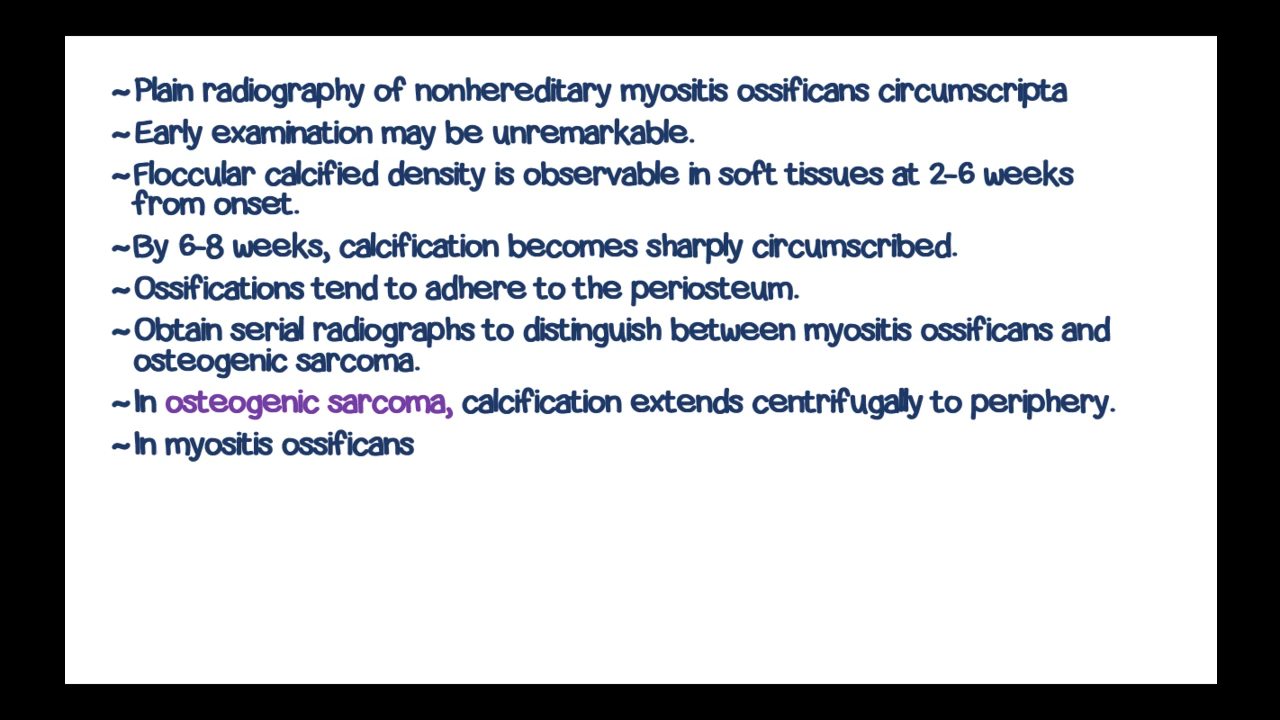 ~Plain radiography of nonhereditary myositis ossificans circumscripta
~Early examination may be unremarkable.
~Floccular calcified density is observable in soft tissues at 2-6 weeks
from onset.
~By 6-8 weeks, calcification becomes sharply circumscribed.
~Ossifications tend to adhere to the periosteum.
~Obtain serial radiographs to distinguish between myositis ossificans and
osteogenic sarcoma.
~In osteogenic sarcoma, calcification extends centrifugally to periphery.
~In myositis ossificans